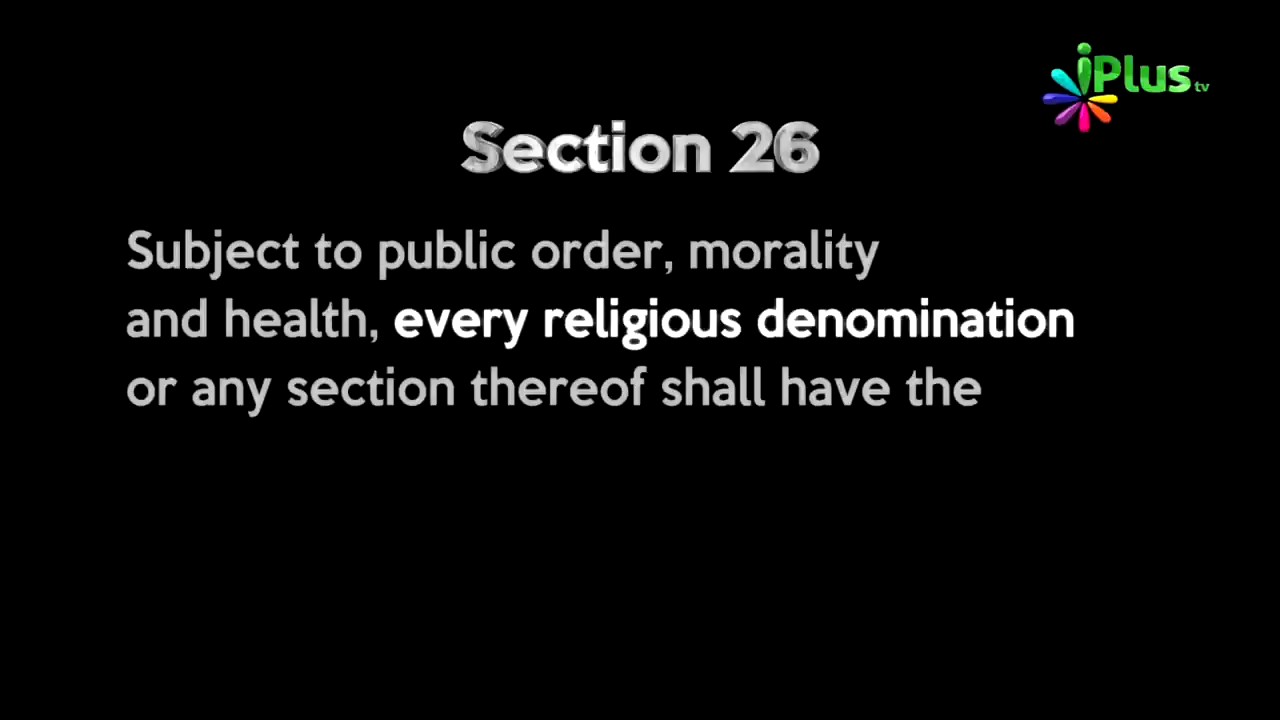 iPlus tv
Section 26
Subject to public order, morality
and health, every religious denomination
or any section thereof shall have the